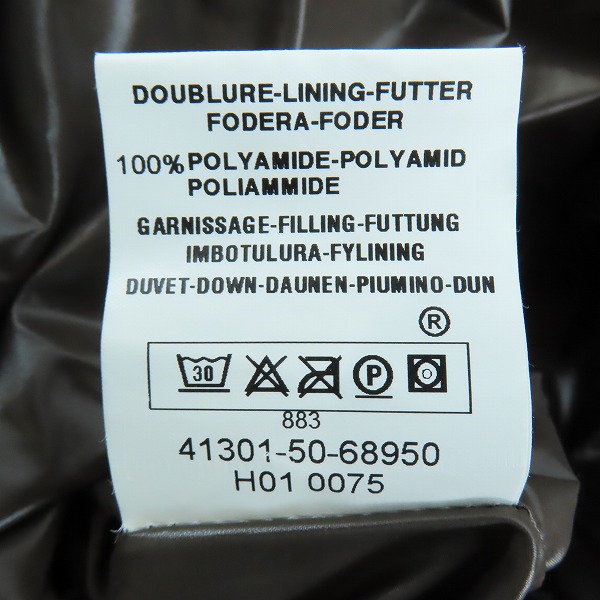 DOUBLURE-LINING-FUTTER
FODERA-FODER
100% POLYAMIDE-POLYAMID
POLIAMMIDE
GARNISSAGE-FILLING-FUTTUNG
IMBOTULURA-FYLINING
DUVET-DOWN-DAUNEN-PIUMINO-DUN
®
30 P
883
41301-50-68950
H01 0075